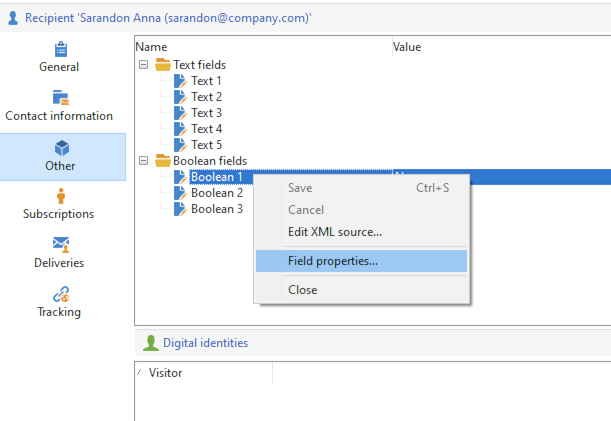 Recipient 'Sarandon Anna (sarandon@company.com)'
General
Contact information
Other
Subscriptions
Deliveries
Tracking
Name Value
Text fields
Text 1
Text 2
Text 3
Text 4
Text 5
Boolean fields
Boolean 1
Boolean 2
Boolean 3
Save Ctrl+S
Cancel
Edit XML source...
Field properties...
Close
Digital identities
Visitor